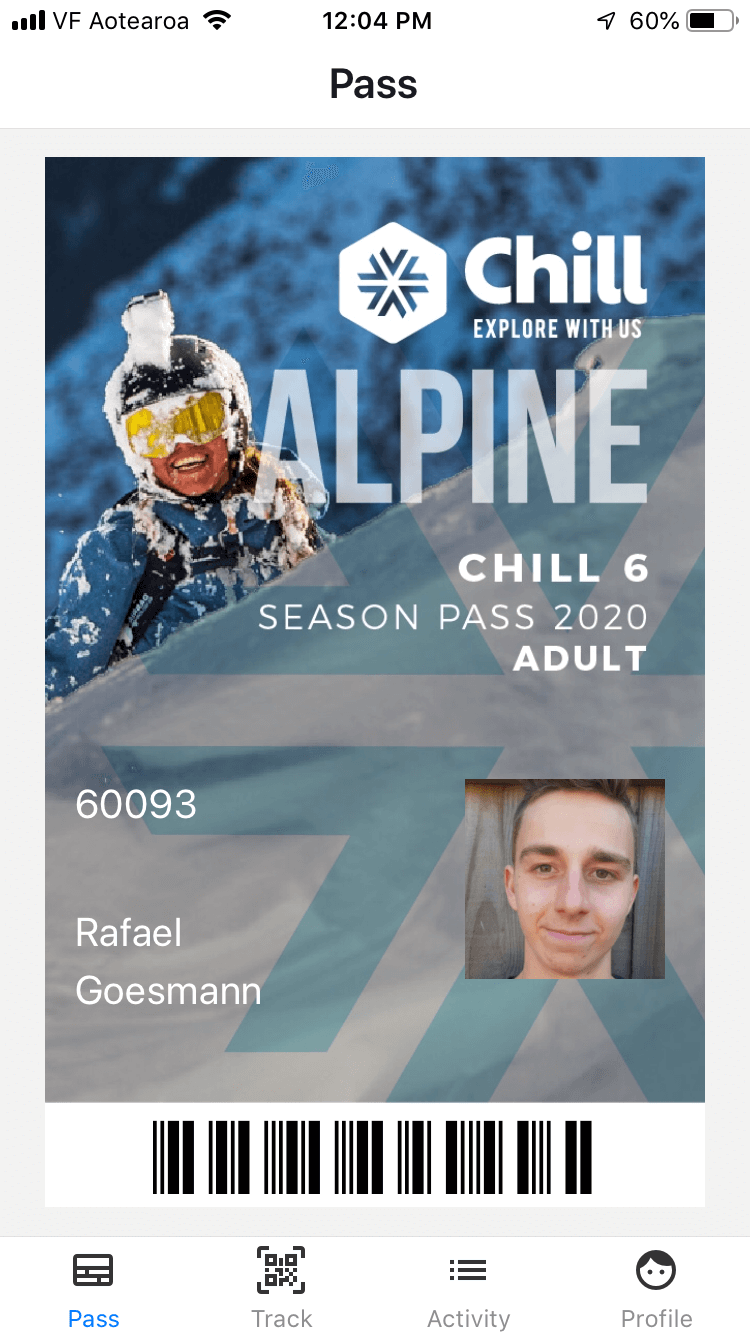 VF Aotearoa 12:04 PM 60%
Pass
Chill
EXPLORE WITH US
ALPINE
CHILL 6
SEASON PASS 2020
ADULT
60093
Rafael
Goesmann
Pass Track Activity Profile